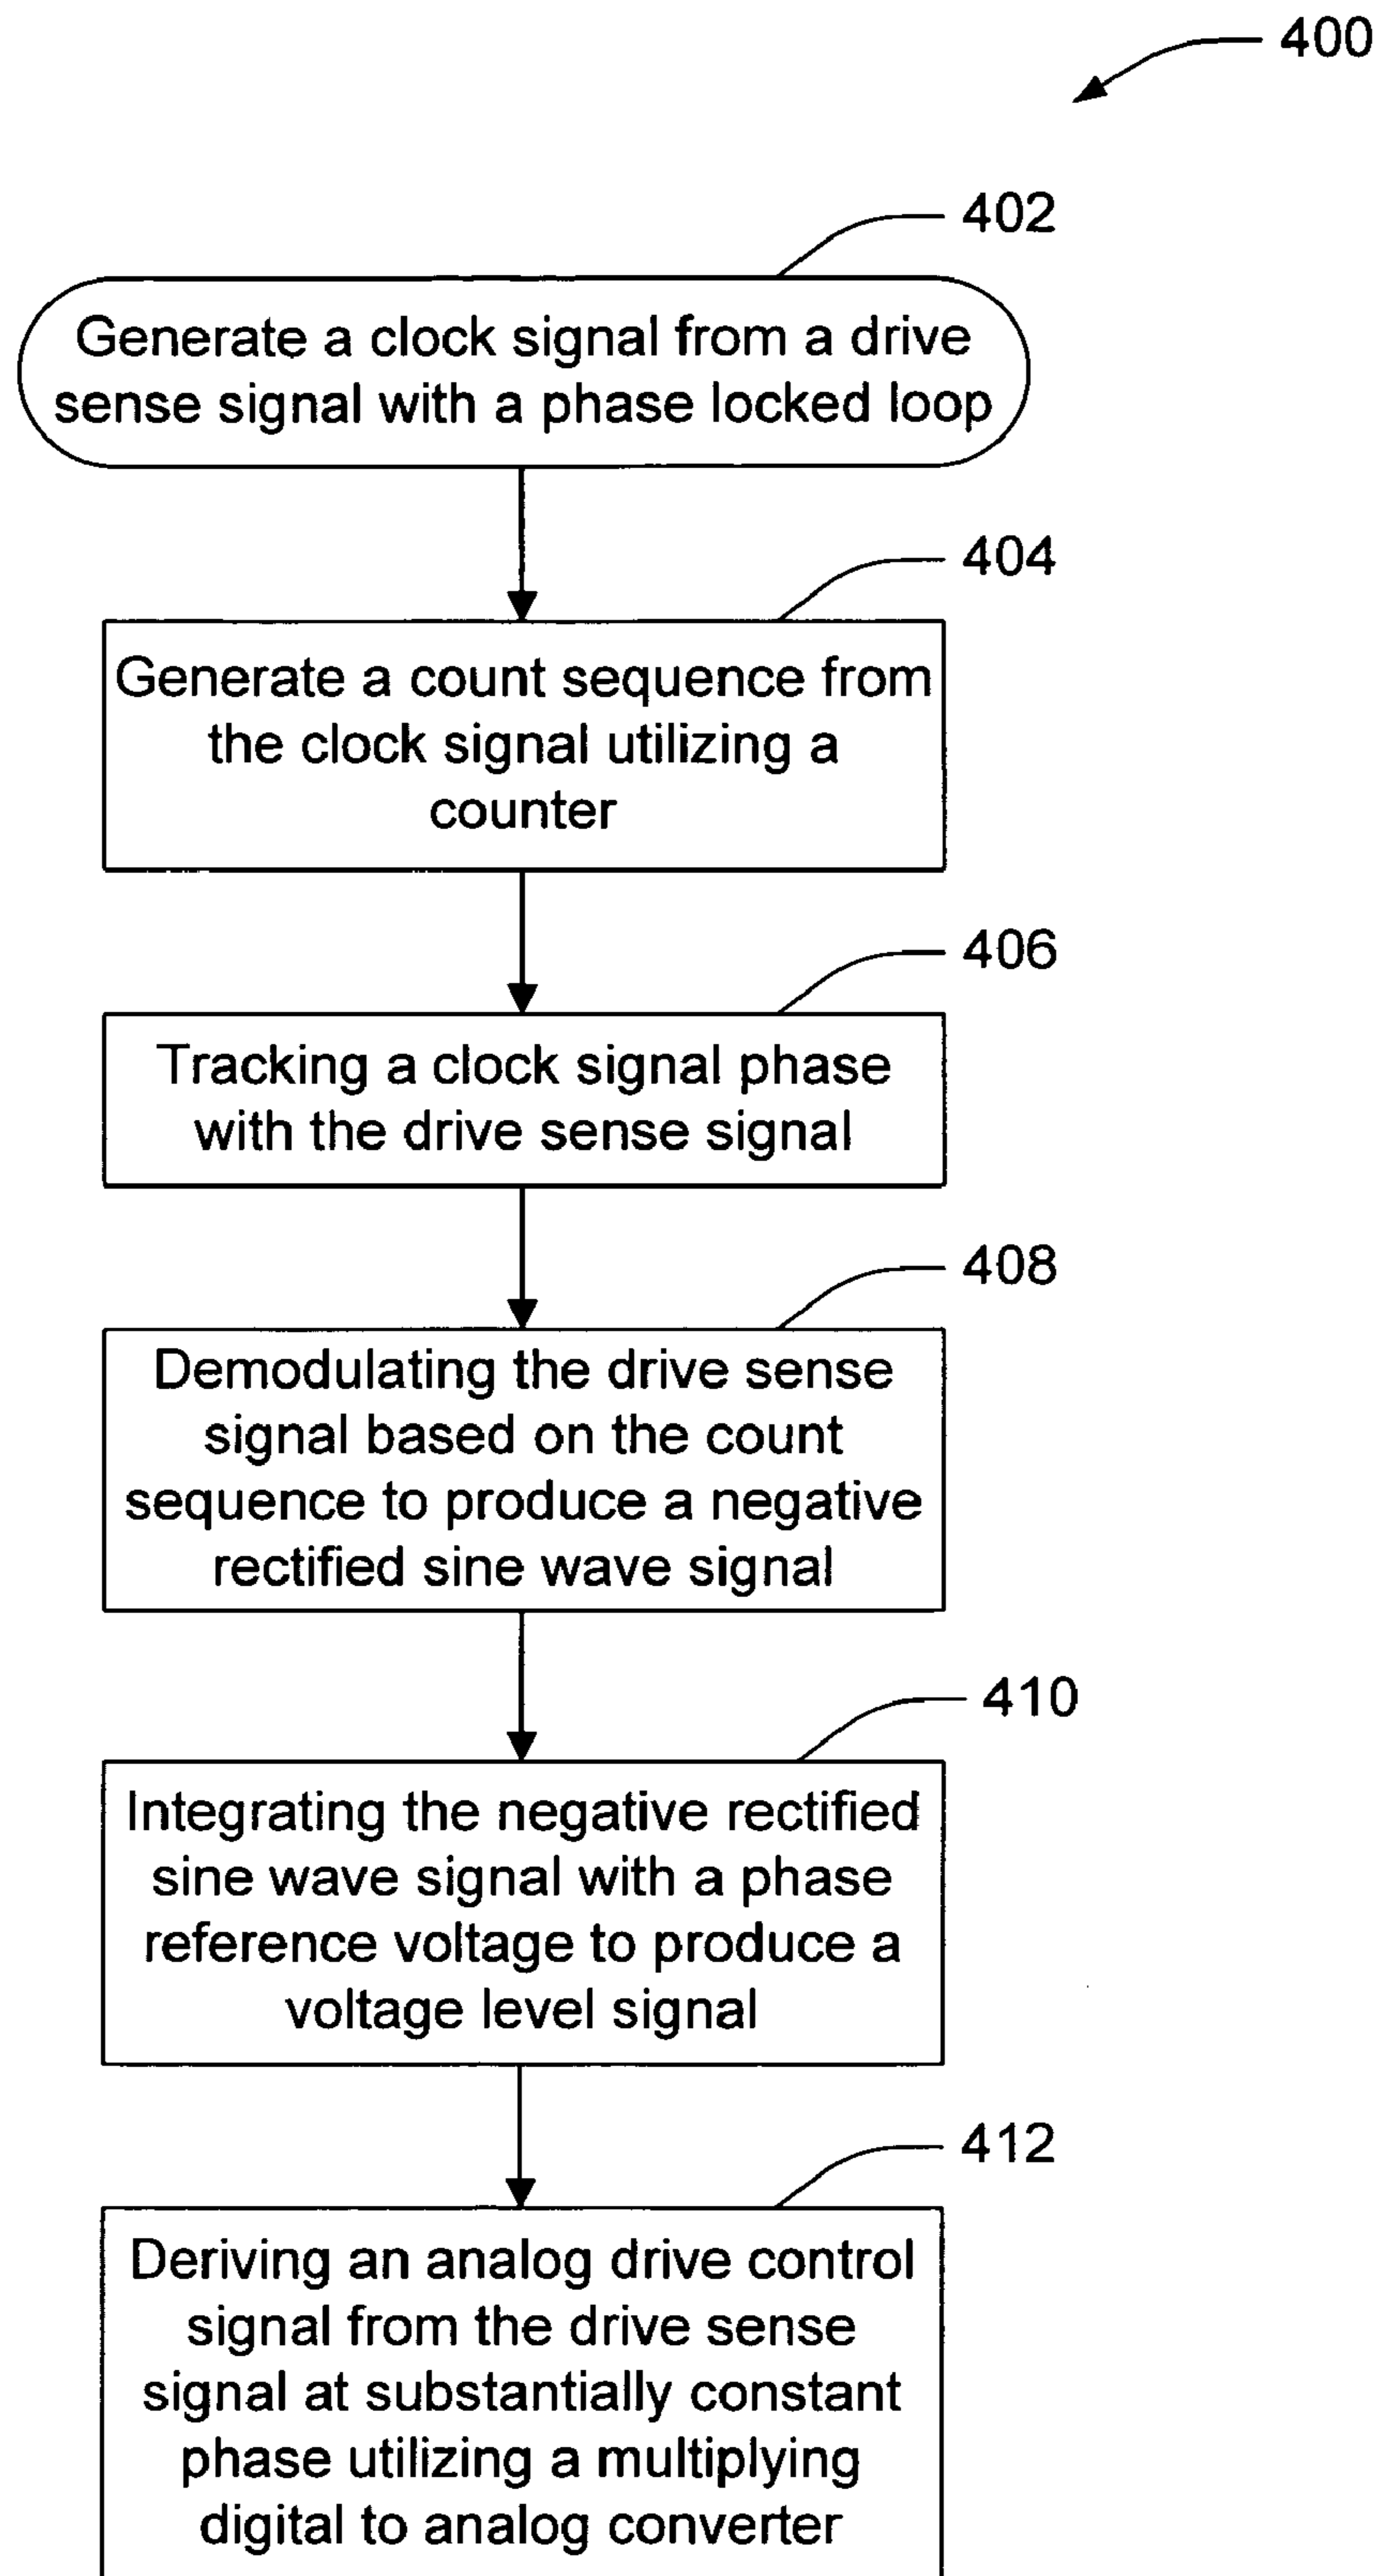 400
402
Generate a clock signal from a drive
sense signal with a phase locked loop
404
Generate a count sequence from
the clock signal utilizing a
counter
406
Tracking a clock signal phase
with the drive sense signal
408
Demodulating the drive sense
signal based on the count
sequence to produce a negative
rectified sine wave signal
410
Integrating the negative rectified
sine wave signal with a phase
reference voltage to produce a
voltage level signal
412
Deriving an analog drive control
signal from the drive sense
signal at substantially constant
phase utilizing a multiplying
digital to analog converter